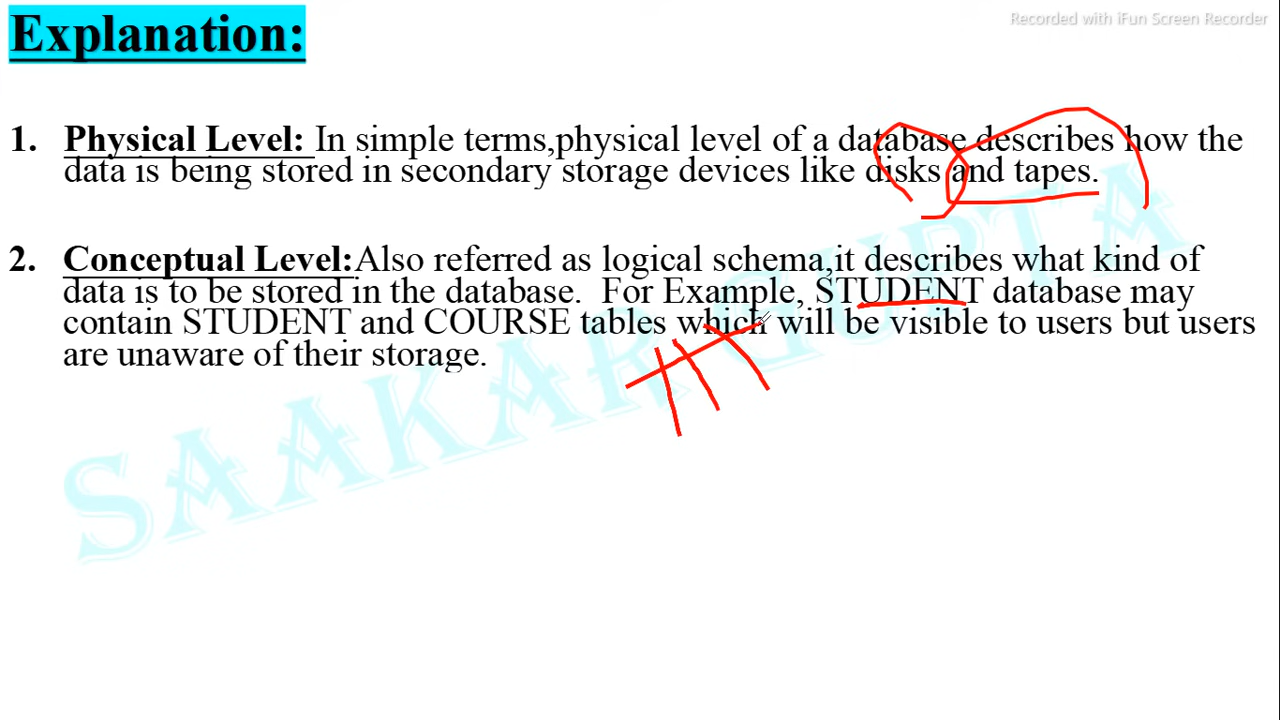 Explanation:
Recorded with iFun Screen Recorder
1. Physical Level: In simple terms,physical level of a database describes how the
data is being stored in secondary storage devices like disks and tapes.
2. Conceptual Level:Also referred as logical schema,it describes what kind of
data is to be stored in the database. For Example, STUDENT database may
contain STUDENT and COURSE tables which will be visible to users but users
are unaware of their storage.
SAAKAR GUPTA